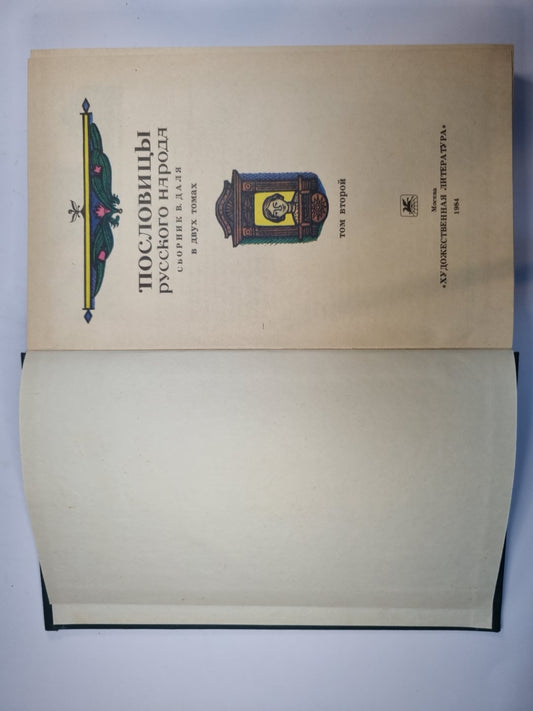 ПОСЛОВИЦЫ
русского народа
СБОРНИК В. ДАЛЯ
в двух томах
том второй
Москва
«ХУДОЖЕСТВЕННАЯ ЛИТЕРАТУРА»
1984